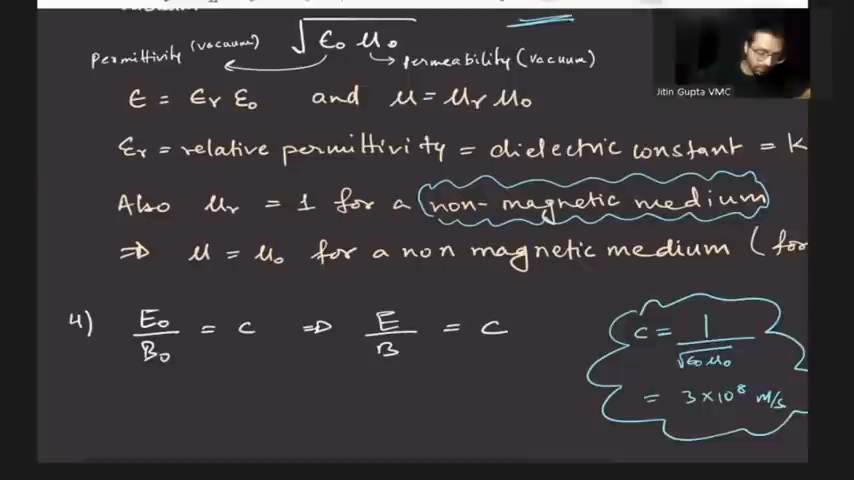 √ε₀ μ₀
Permittivity (vacuum)
permeability (vacuum)
Jitin Gupta VMC
ε = εr ε₀ and μ = μr μ₀
εr = relative permittivity = dielectric constant = K
Also μr = 1 for a non-magnetic medium
⇒ μ = μ₀ for a non magnetic medium (for
4) E₀/B₀ = c ⇒ E/B = c
c = 1/√ε₀μ₀
= 3×10⁸ m/s